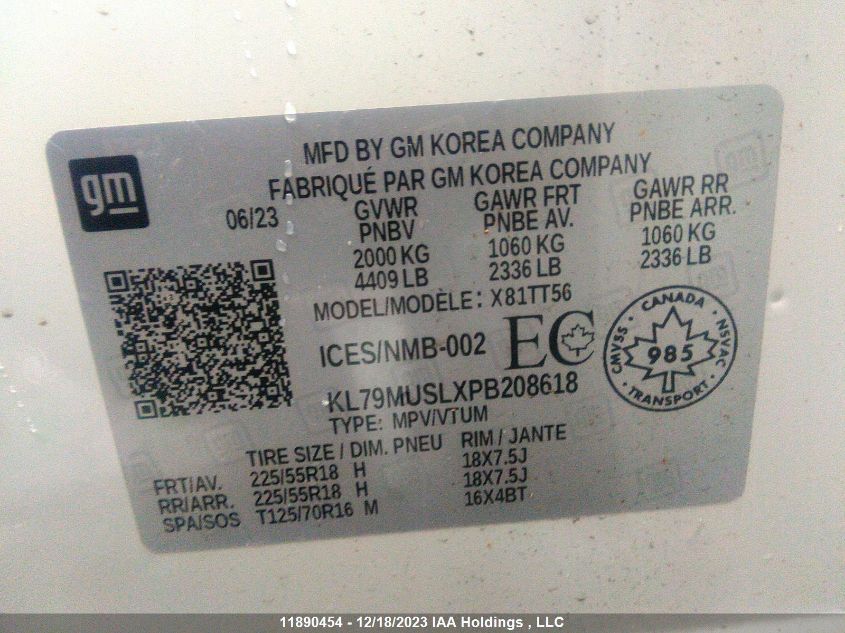 MFD BY GM KOREA COMPANY
FABRIQUÉ PAR GM KOREA COMPANY
gm
06/23
GVWR
PNBV
2000 KG
4409 LB
GAWR FRT
PNBE AV.
1060 KG
2336 LB
GAWR RR
PNBE ARR.
1060 KG
2336 LB
MODEL/MODÈLE: X81TT56
ICES/NMB-002
EC
CANADA
CMVSS
985
NSVAC
TRANSPORT
KL79MUSLXPB208618
TYPE: MPV/VTUM
TIRE SIZE / DIM. PNEU RIM / JANTE
FRT/AV. 225/55R18 H 18X7.5J
RR/ARR. 225/55R18 H 18X7.5J
SPA/SOS T125/70R16 M 16X4BT
11890454 - 12/18/2023 IAA Holdings , LLC